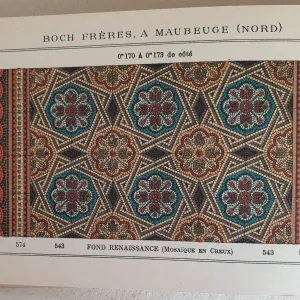 BOCH FRÈRES, A MAUBEUGE (NORD)
0ᵐ170 à 0ᵐ173 de côté
574 543 FOND RENAISSANCE (MOSAÏQUE EN CREUX) 543